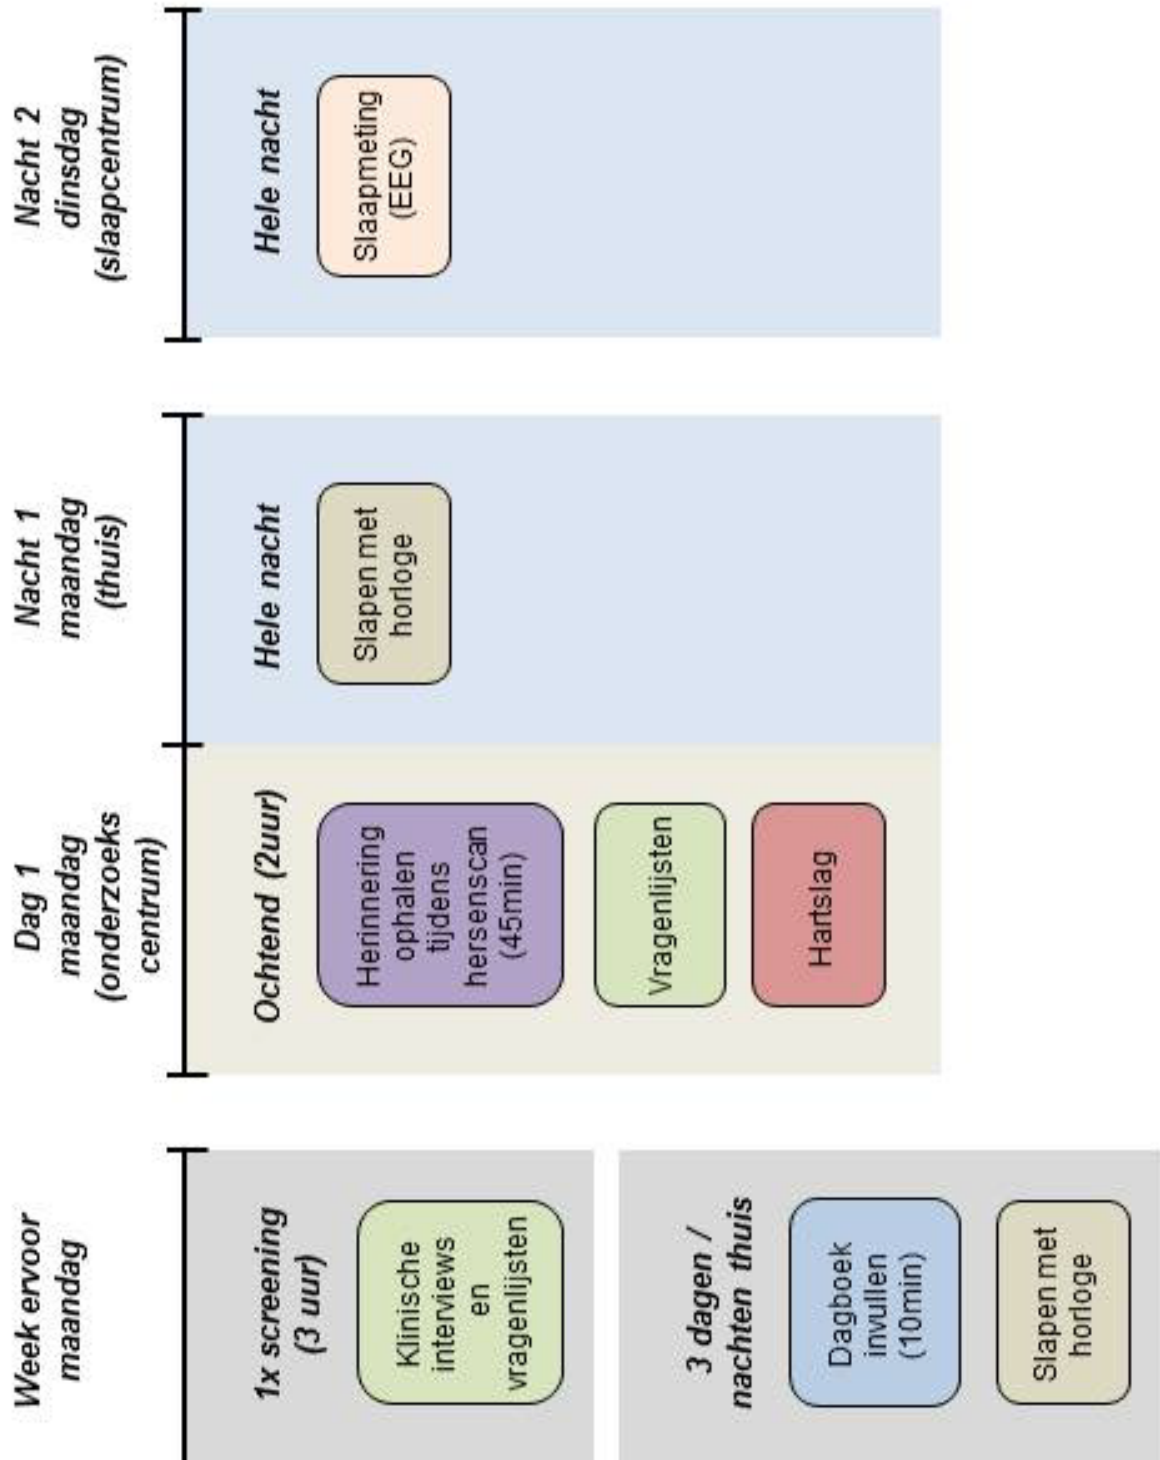 Week ervoor
maandag
1x screening
(3 uur)
Klinische
interviews
en
vragenlijsten
3 dagen /
nachten thuis
Dagboek
invullen
(10min)
Slapen met
horloge
Dag 1
maandag
(onderzoeks
centrum)
Ochtend (2uur)
Herinnering
ophalen
tijdens
hersenscan
(45min)
Vragenlijsten
Hartslag
Nacht 1
maandag
(thuis)
Hele nacht
Slapen met
horloge
Nacht 2
dinsdag
(slaapcentrum)
Hele nacht
Slaapmeting
(EEG)